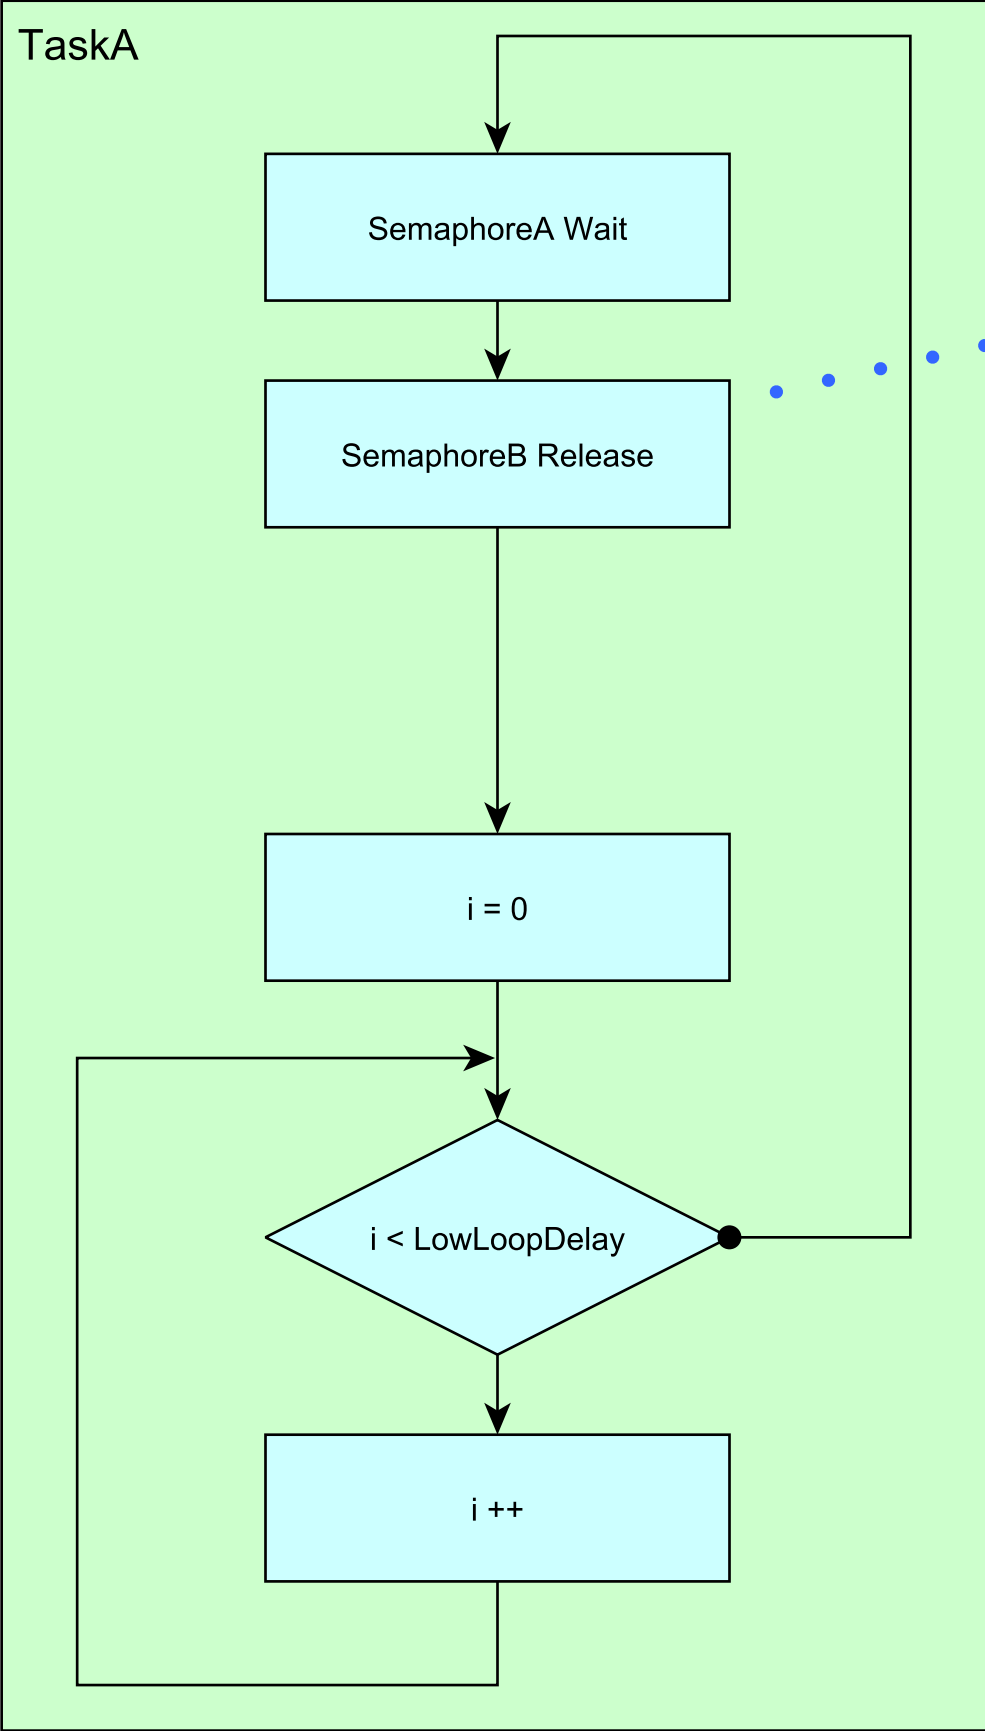 TaskA
SemaphoreA Wait
SemaphoreB Release
i = 0
i < LowLoopDelay
i ++